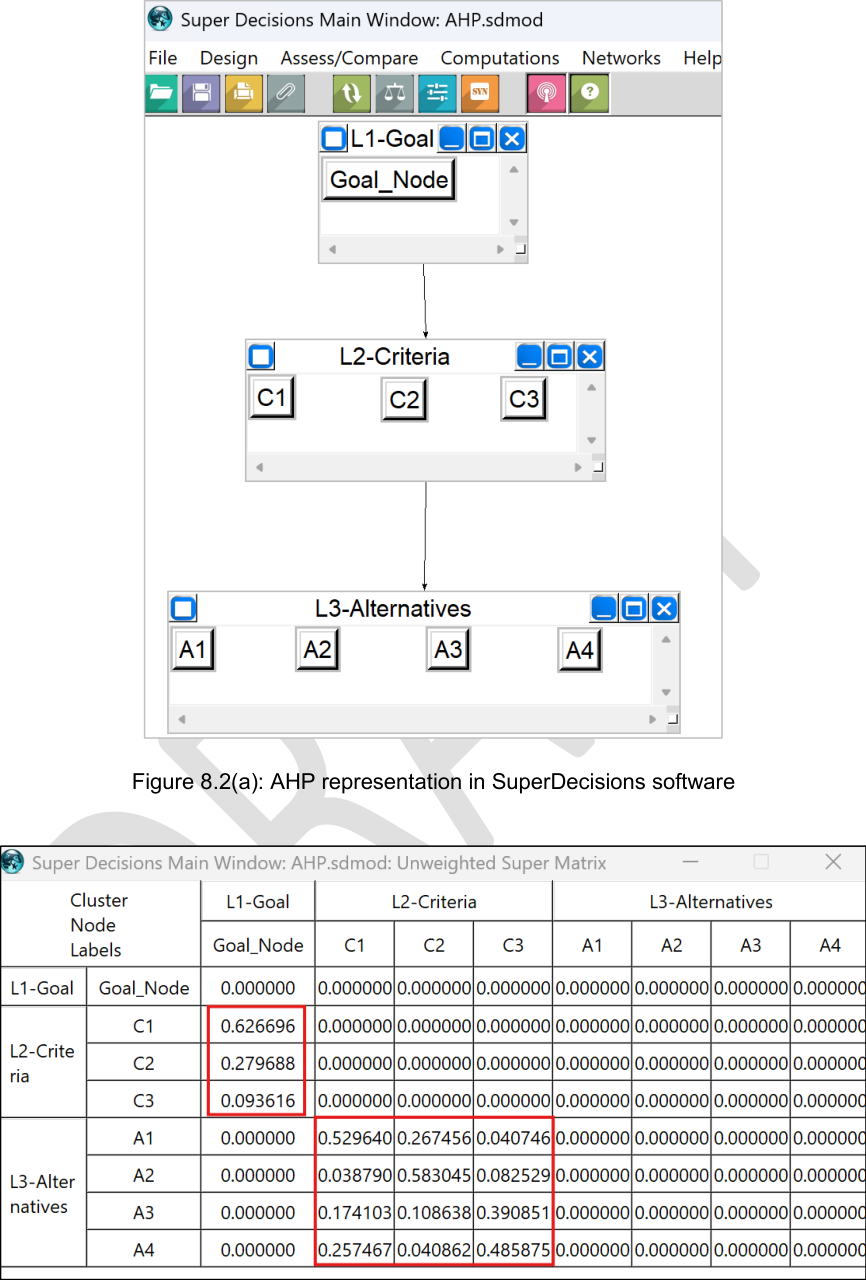 Super Decisions Main Window: AHP.sdmod
File Design Assess/Compare Computations Networks Help
SYN ?
L1-Goal
Goal_Node
L2-Criteria
C1 C2 C3
L3-Alternatives
A1 A2 A3 A4
Figure 8.2(a): AHP representation in SuperDecisions software
Super Decisions Main Window: AHP.sdmod: Unweighted Super Matrix
Cluster
Node
Labels
L1-Goal L2-Criteria L3-Alternatives
Goal_Node C1 C2 C3 A1 A2 A3 A4
L1-Goal Goal_Node 0.000000 0.000000 0.000000 0.000000 0.000000 0.000000 0.000000 0.000000
L2-Crite
ria
C1 0.626696 0.000000 0.000000 0.000000 0.000000 0.000000 0.000000 0.000000
C2 0.279688 0.000000 0.000000 0.000000 0.000000 0.000000 0.000000 0.000000
C3 0.093616 0.000000 0.000000 0.000000 0.000000 0.000000 0.000000 0.000000
L3-Alter
natives
A1 0.000000 0.529640 0.267456 0.040746 0.000000 0.000000 0.000000 0.000000
A2 0.000000 0.038790 0.583045 0.082529 0.000000 0.000000 0.000000 0.000000
A3 0.000000 0.174103 0.108638 0.390851 0.000000 0.000000 0.000000 0.000000
A4 0.000000 0.257467 0.040862 0.485875 0.000000 0.000000 0.000000 0.000000